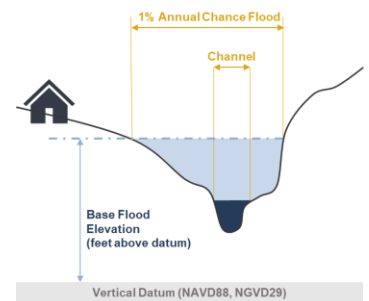 1% Annual Chance Flood
Channel
Base Flood
Elevation
(feet above datum)
Vertical Datum (NAVD88, NGVD29)